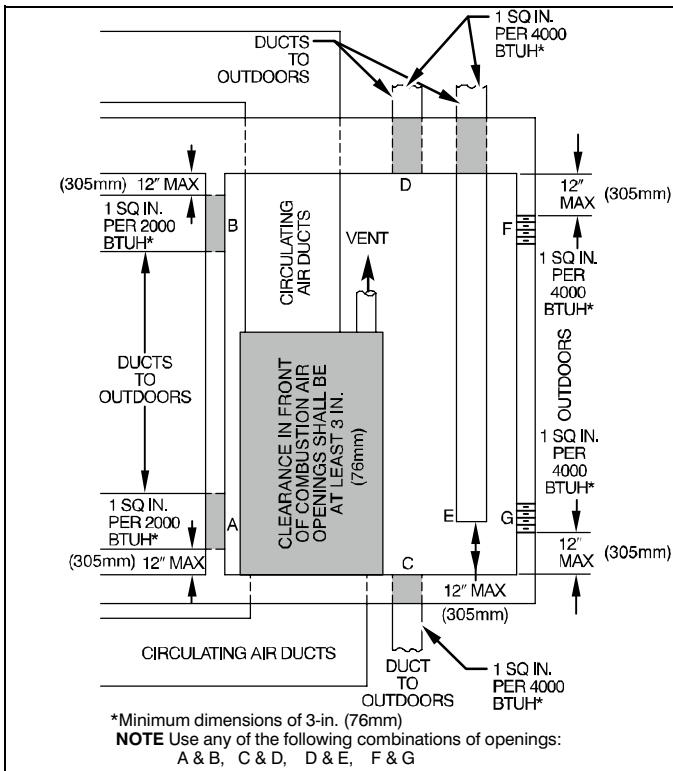 1 SQ IN.
PER 4000
BTUH*
DUCTS
TO
OUTDOORS
(305mm) 12″ MAX
1 SQ IN.
PER 2000
BTUH*
B
D
CIRCULATING
AIR DUCTS
VENT
F
12″
MAX
(305mm)
1 SQ IN.
PER
4000
BTUH*
DUCTS
TO
OUTDOORS
OUTDOORS
CLEARANCE IN FRONT
OF COMBUSTION AIR
OPENINGS SHALL BE
AT LEAST 3 IN.
(76mm)
1 SQ IN.
PER
4000
BTUH*
1 SQ IN.
PER 2000
BTUH*
A
E
G
(305mm) 12″ MAX
C
12″
MAX
(305mm)
12″ MAX
(305mm)
CIRCULATING AIR DUCTS
DUCT
TO
OUTDOORS
1 SQ IN.
PER 4000
BTUH*
*Minimum dimensions of 3-in. (76mm)
NOTE Use any of the following combinations of openings:
A & B, C & D, D & E, F & G